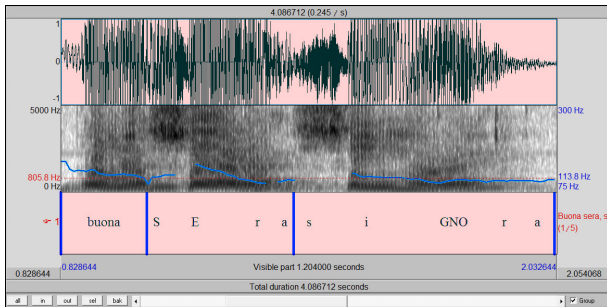 4.086712 (0.245 / s)
1
0
-1
5000 Hz 300 Hz
805.8 Hz 113.8 Hz
0 Hz 75 Hz
1 buona S E r a s i GNO r a Buona sera, s
(1/5)
0.828644 0.828644 Visible part 1.204000 seconds 2.032644 2.054068
Total duration 4.086712 seconds
all in out sel bak Group